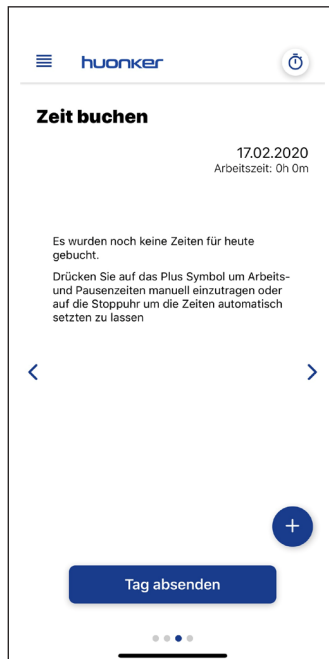 huonker
Zeit buchen
17.02.2020
Arbeitszeit: 0h 0m
Es wurden noch keine Zeiten für heute
gebucht.
Drücken Sie auf das Plus Symbol um Arbeits-
und Pausenzeiten manuell einzutragen oder
auf die Stoppuhr um die Zeiten automatisch
setzten zu lassen
Tag absenden